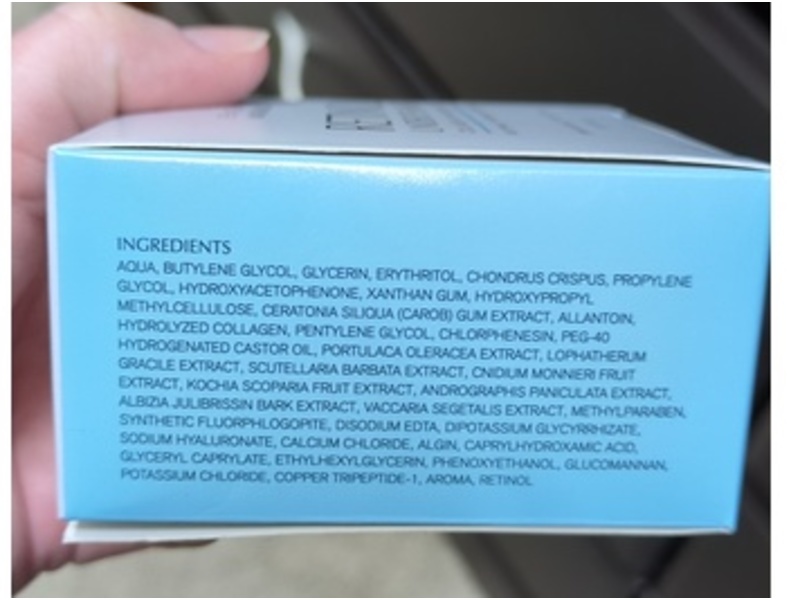 INGREDIENTS
AQUA, BUTYLENE GLYCOL, GLYCERIN, ERYTHRITOL, CHONDRUS CRISPUS, PROPYLENE
GLYCOL, HYDROXYACETOPHENONE, XANTHAN GUM, HYDROXYPROPYL
METHYLCELLULOSE, CERATONIA SILIQUA (CAROB) GUM EXTRACT, ALLANTOIN,
HYDROLYZED COLLAGEN, PENTYLENE GLYCOL, CHLORPHENESIN, PEG-40
HYDROGENATED CASTOR OIL, PORTULACA OLERACEA EXTRACT, LOPHATHERUM
GRACILE EXTRACT, SCUTELLARIA BARBATA EXTRACT, CNIDIUM MONNIERI FRUIT
EXTRACT, KOCHIA SCOPARIA FRUIT EXTRACT, ANDROGRAPHIS PANICULATA EXTRACT,
ALBIZIA JULIBRISSIN BARK EXTRACT, VACCARIA SEGETALIS EXTRACT, METHYLPARABEN,
SYNTHETIC FLUORPHLOGOPITE, DISODIUM EDTA, DIPOTASSIUM GLYCYRRHIZATE,
SODIUM HYALURONATE, CALCIUM CHLORIDE, ALGIN, CAPRYLHYDROXAMIC ACID,
GLYCERYL CAPRYLATE, ETHYLHEXYLGLYCERIN, PHENOXYETHANOL, GLUCOMANNAN,
POTASSIUM CHLORIDE, COPPER TRIPEPTIDE-1, AROMA, RETINOL